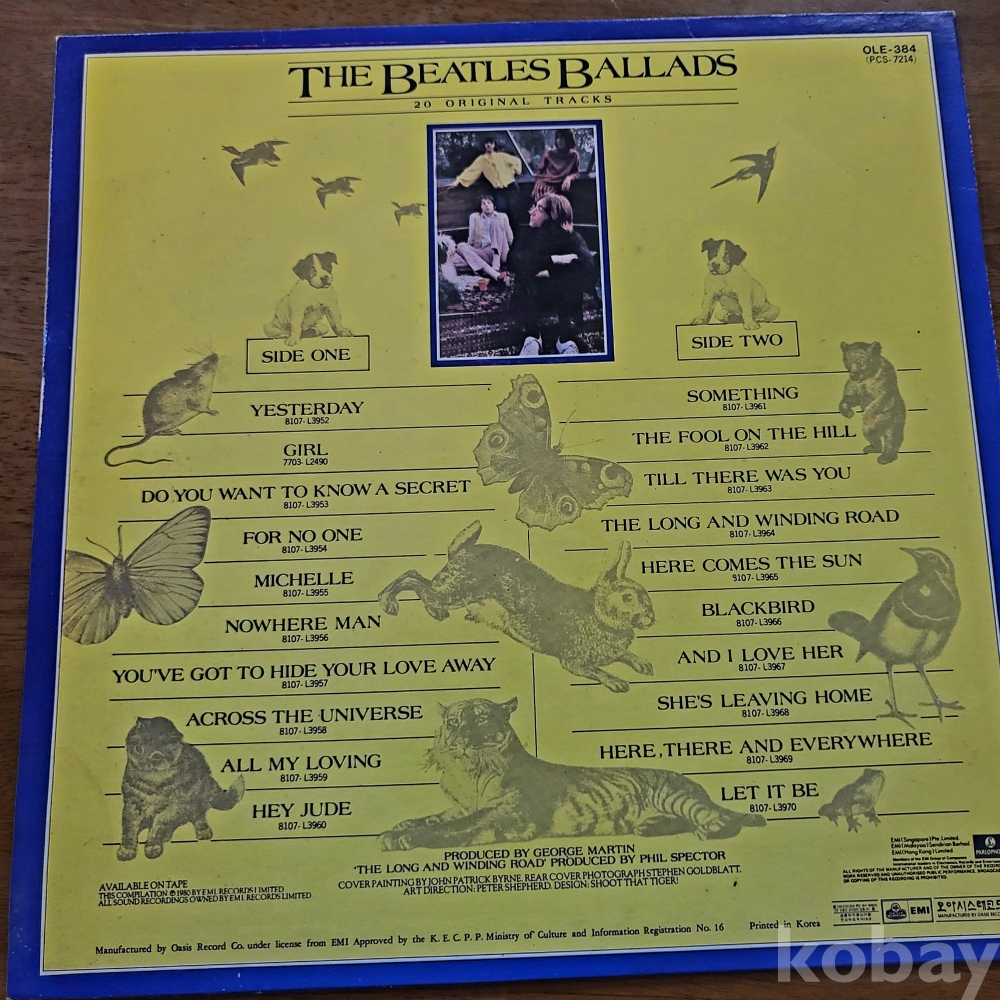 OLE-384
(PCS-7214)
THE BEATLES BALLADS
20 ORIGINAL TRACKS
SIDE ONE
YESTERDAY
8107-L3952
GIRL
7703-L2490
DO YOU WANT TO KNOW A SECRET
8107-L3953
FOR NO ONE
8107-L3954
MICHELLE
8107-L3955
NOWHERE MAN
8107-L3956
YOU'VE GOT TO HIDE YOUR LOVE AWAY
8107-L3957
ACROSS THE UNIVERSE
8107-L3958
ALL MY LOVING
8107-L3959
HEY JUDE
8107-L3960
SIDE TWO
SOMETHING
8107-L3961
THE FOOL ON THE HILL
8107-L3962
TILL THERE WAS YOU
8107-L3963
THE LONG AND WINDING ROAD
8107-L3964
HERE COMES THE SUN
8107-L3965
BLACKBIRD
8107-L3966
AND I LOVE HER
8107-L3967
SHE'S LEAVING HOME
8107-L3968
HERE, THERE AND EVERYWHERE
8107-L3969
LET IT BE
8107-L3970
PRODUCED BY GEORGE MARTIN
'THE LONG AND WINDING ROAD' PRODUCED BY PHIL SPECTOR
COVER PAINTING BY JOHN PATRICK BYRNE. REAR COVER PHOTOGRAPH STEPHEN GOLDBLATT.
ART DIRECTION: PETER SHEPHERD. DESIGN: SHOOT THAT TIGER!
AVAILABLE ON TAPE
THIS COMPILATION ℗ 1980 BY E.M.I. RECORDS LIMITED
ALL SOUND RECORDINGS OWNED BY E.M.I. RECORDS LIMITED
EMI (Singapore) Pte. Limited.
EMI (Malaysia) Sendirian Berhad.
EMI (Hong Kong) Limited.
PARLOPHO
EMI
오아시스레코드
MANUFACTURED BY OASIS REC
Manufactured by Oasis Record Co. under license from EMI Approved by the K. E. C. P. P. Ministry of Culture and Information Registration No. 16
Printed in Korea
kobay